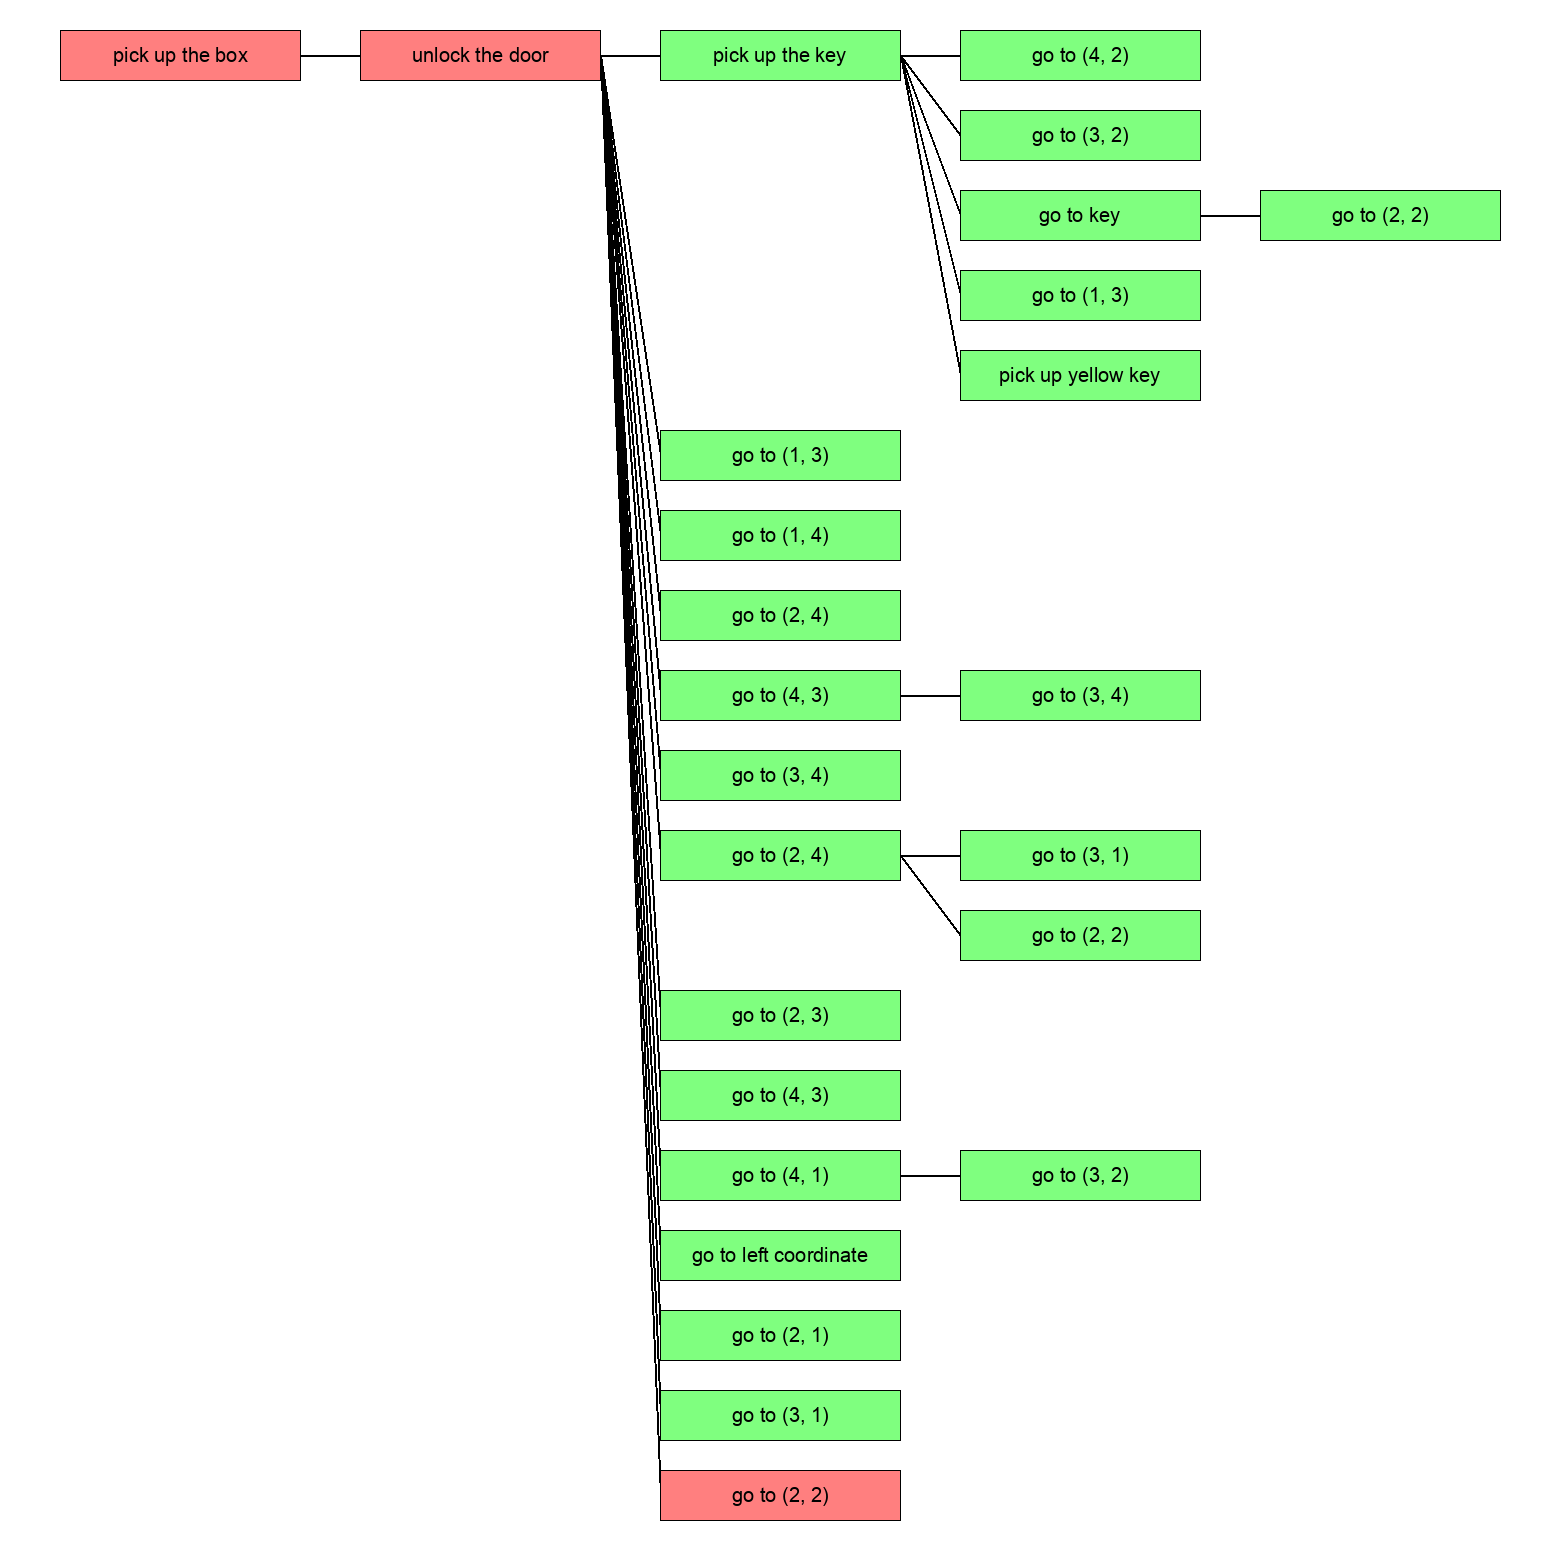 pick up the box
unlock the door
pick up the key
go to (4, 2)
go to (3, 2)
go to key
go to (2, 2)
go to (1, 3)
pick up yellow key
go to (1, 3)
go to (1, 4)
go to (2, 4)
go to (4, 3)
go to (3, 4)
go to (3, 4)
go to (2, 4)
go to (3, 1)
go to (2, 2)
go to (2, 3)
go to (4, 3)
go to (4, 1)
go to (3, 2)
go to left coordinate
go to (2, 1)
go to (3, 1)
go to (2, 2)